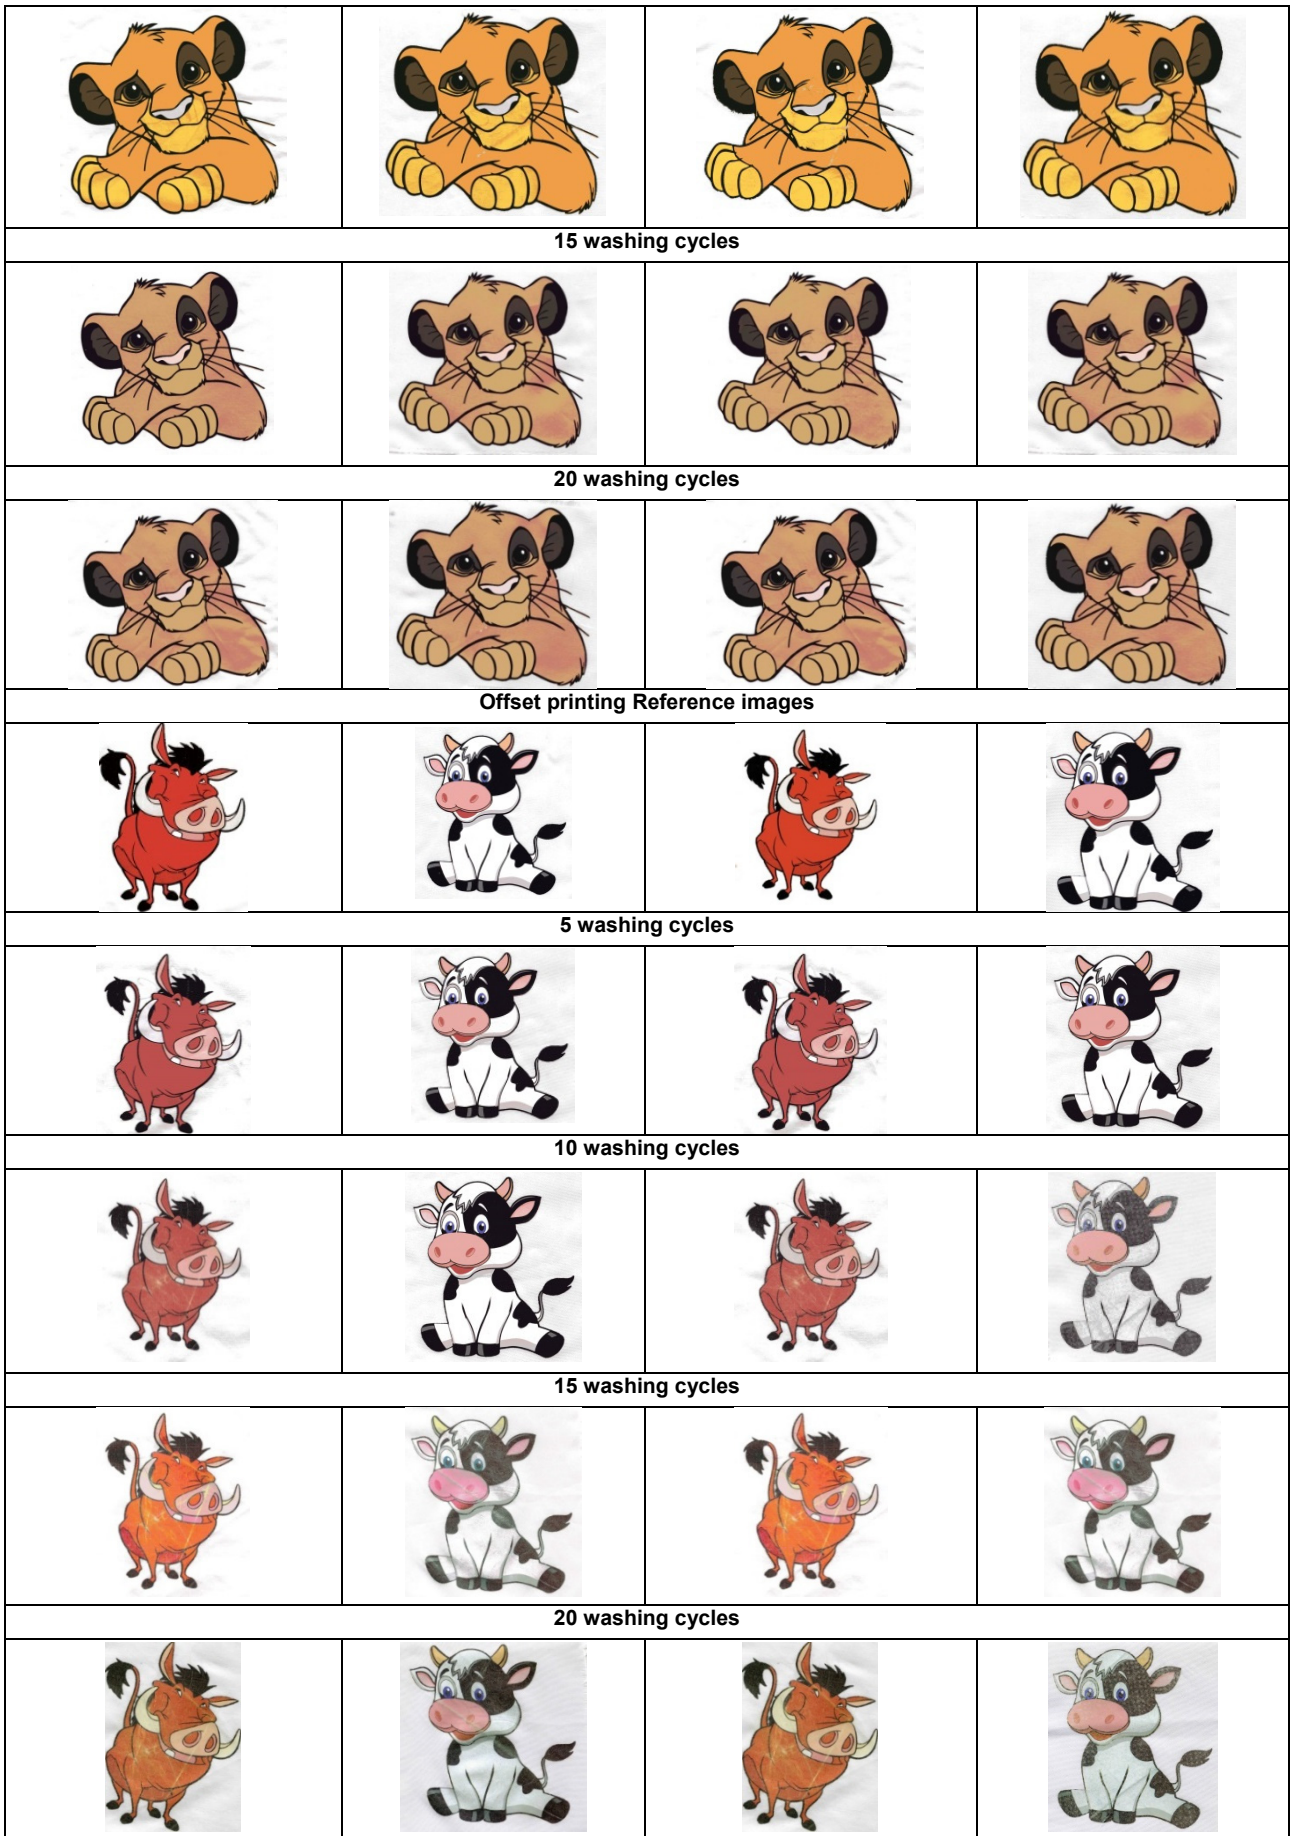 15 washing cycles
20 washing cycles
Offset printing Reference images
5 washing cycles
10 washing cycles
15 washing cycles
20 washing cycles